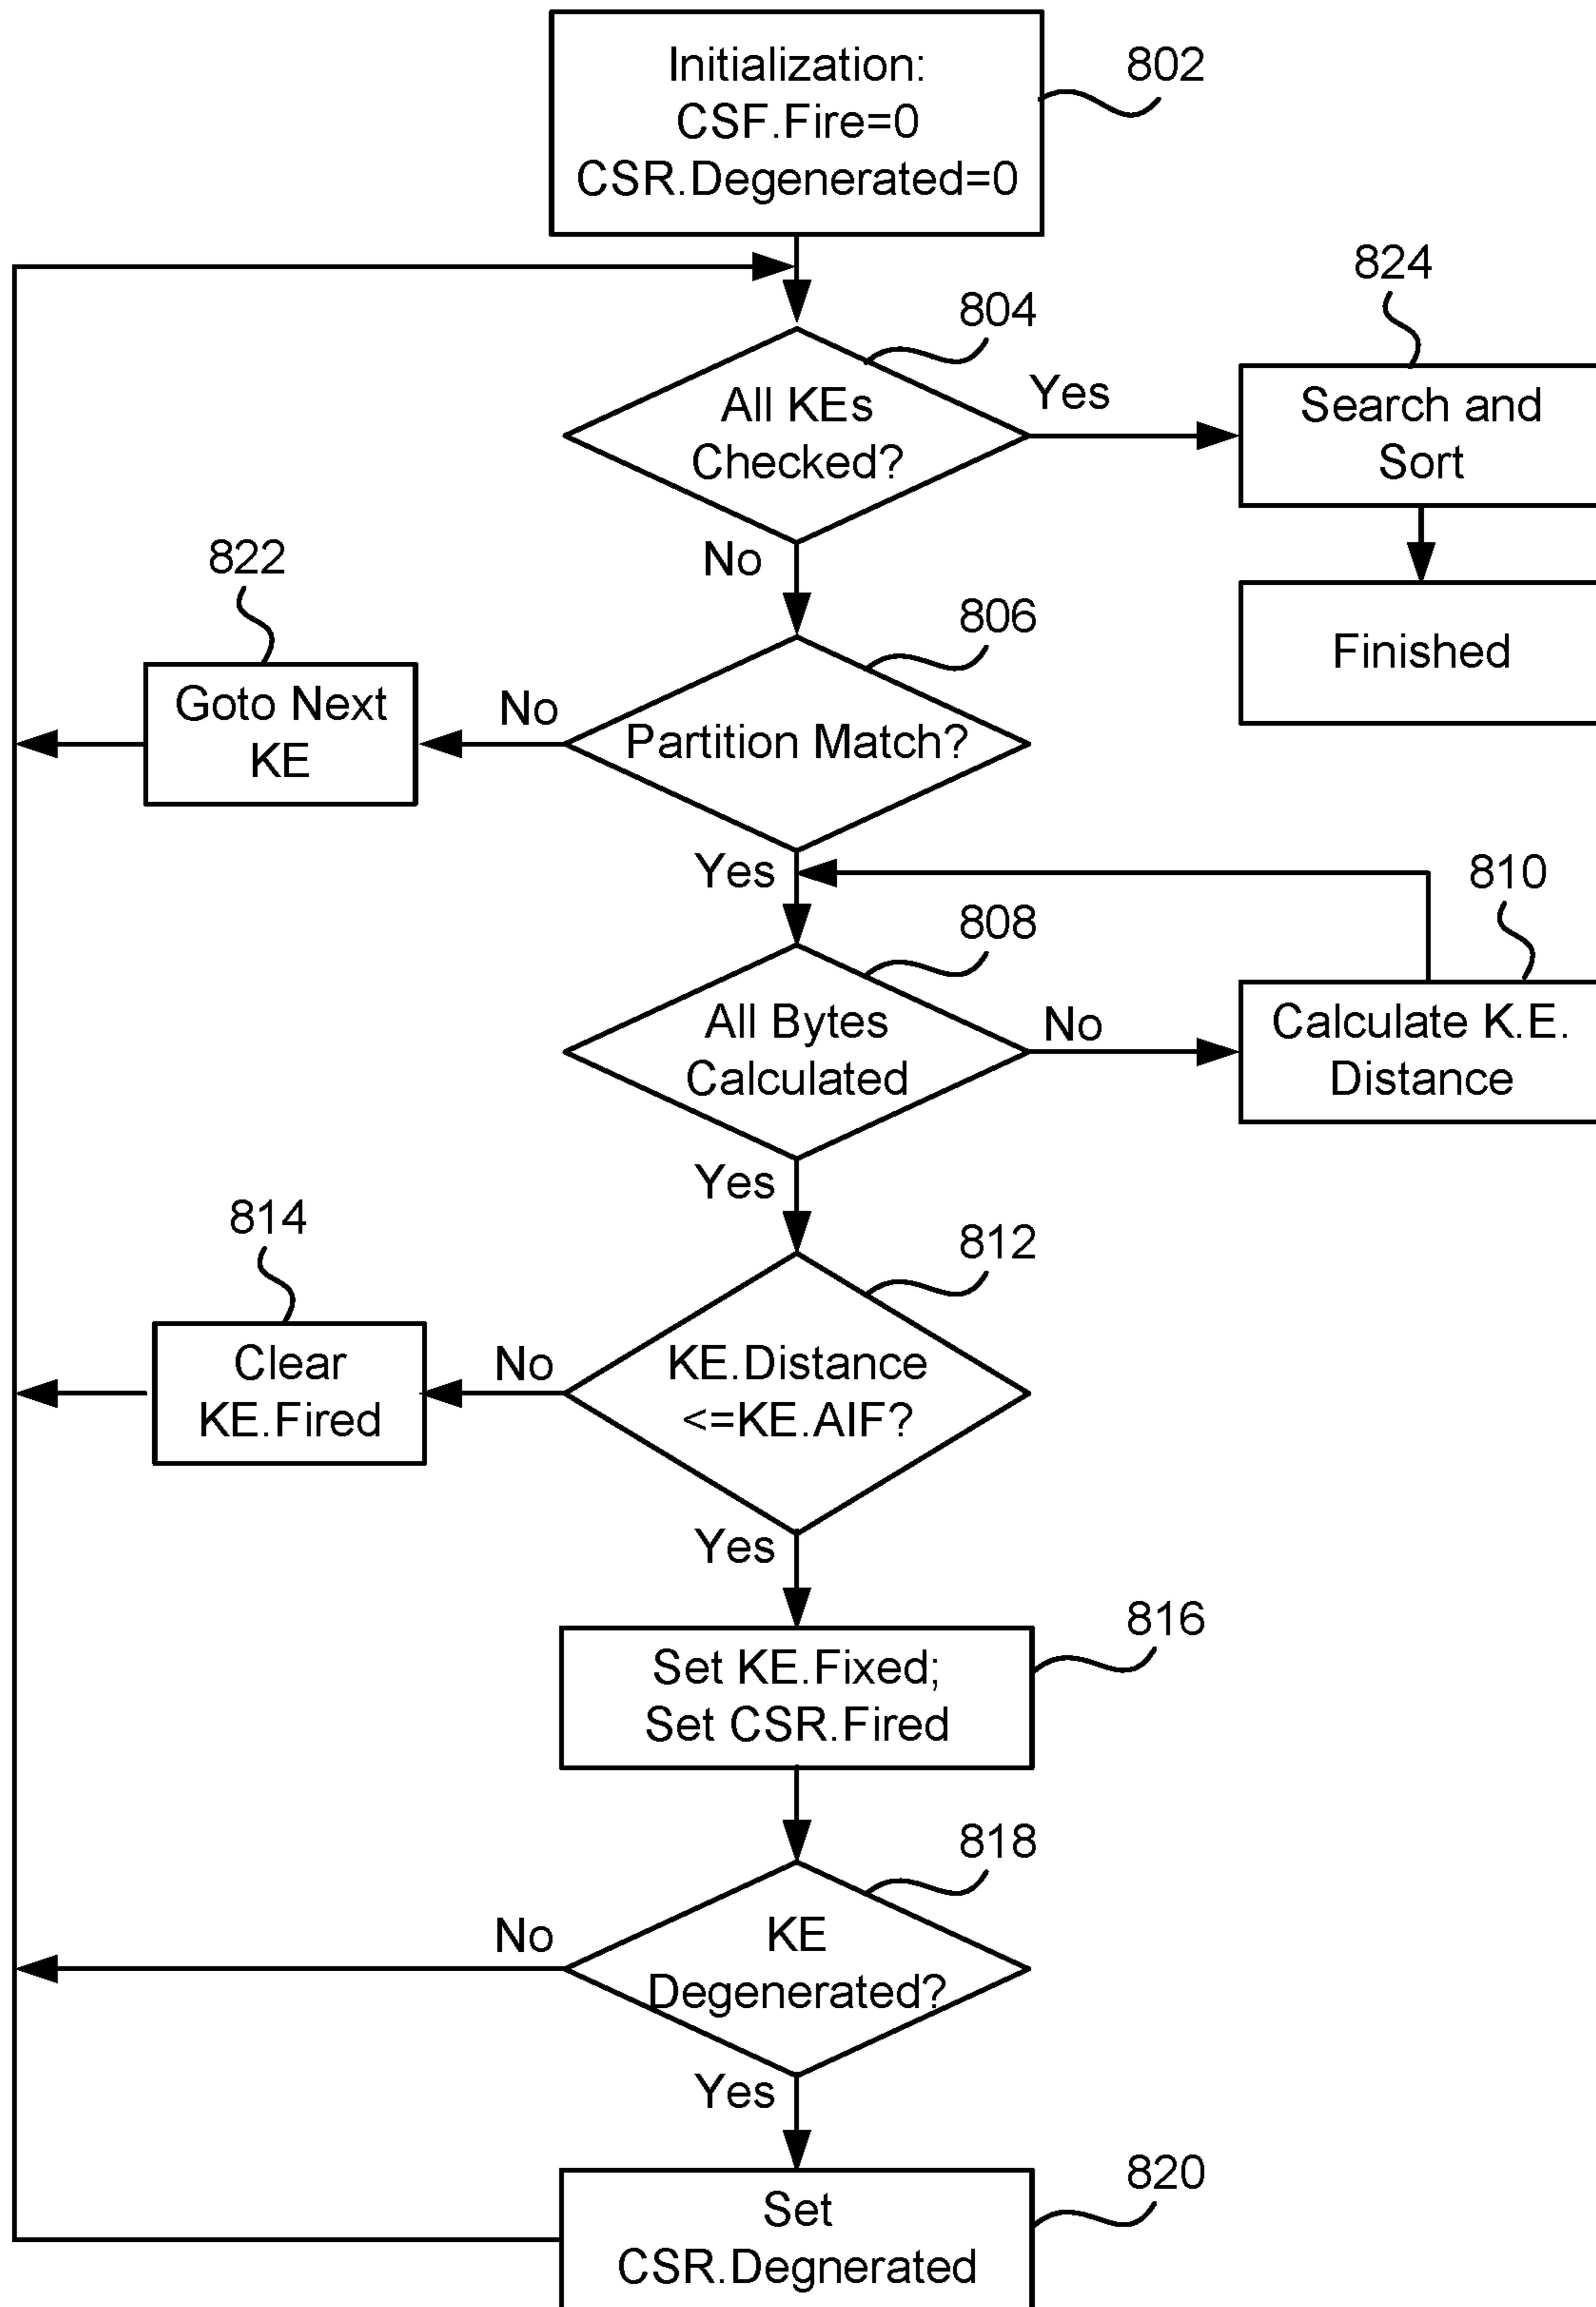 Initialization:
CSF.Fire=0
CSR.Degenerated=0
802
804
All KEs
Checked?
Yes
824
Search and
Sort
Finished
No
822
Goto Next
KE
No
806
Partition Match?
Yes
810
808
All Bytes
Calculated
No
Calculate K.E.
Distance
Yes
814
Clear
KE.Fired
No
812
KE.Distance
<=KE.AIF?
Yes
816
Set KE.Fixed;
Set CSR.Fired
818
No
KE
Degenerated?
Yes
820
Set
CSR.Degnerated